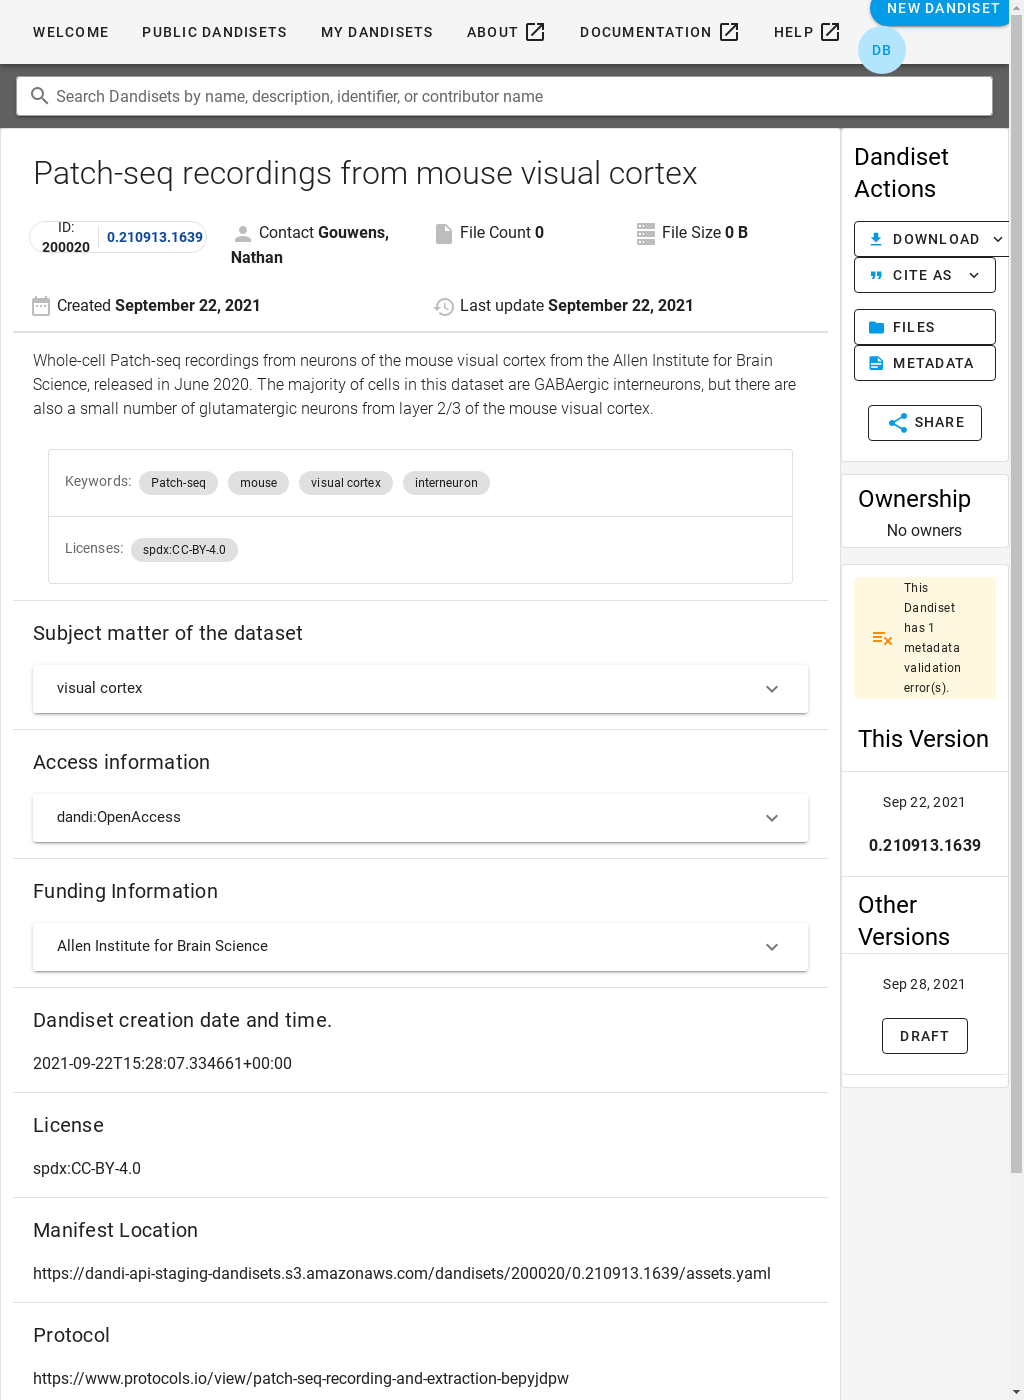 WELCOME PUBLIC DANDISETS MY DANDISETS ABOUT DOCUMENTATION HELP NEW DANDISET
DB
Search Dandisets by name, description, identifier, or contributor name
Patch-seq recordings from mouse visual cortex
ID: 200020 0.210913.1639
Contact Gouwens, Nathan
File Count 0
File Size 0 B
Created September 22, 2021
Last update September 22, 2021
Whole-cell Patch-seq recordings from neurons of the mouse visual cortex from the Allen Institute for Brain
Science, released in June 2020. The majority of cells in this dataset are GABAergic interneurons, but there are
also a small number of glutamatergic neurons from layer 2/3 of the mouse visual cortex.
Keywords: Patch-seq mouse visual cortex interneuron
Licenses: spdx:CC-BY-4.0
Subject matter of the dataset
visual cortex
Access information
dandi:OpenAccess
Funding Information
Allen Institute for Brain Science
Dandiset creation date and time.
2021-09-22T15:28:07.334661+00:00
License
spdx:CC-BY-4.0
Manifest Location
https://dandi-api-staging-dandisets.s3.amazonaws.com/dandisets/200020/0.210913.1639/assets.yaml
Protocol
https://www.protocols.io/view/patch-seq-recording-and-extraction-bepyjdpw
Dandiset
Actions
DOWNLOAD
CITE AS
FILES
METADATA
SHARE
Ownership
No owners
This
Dandiset
has 1
metadata
validation
error(s).
This Version
Sep 22, 2021
0.210913.1639
Other
Versions
Sep 28, 2021
DRAFT